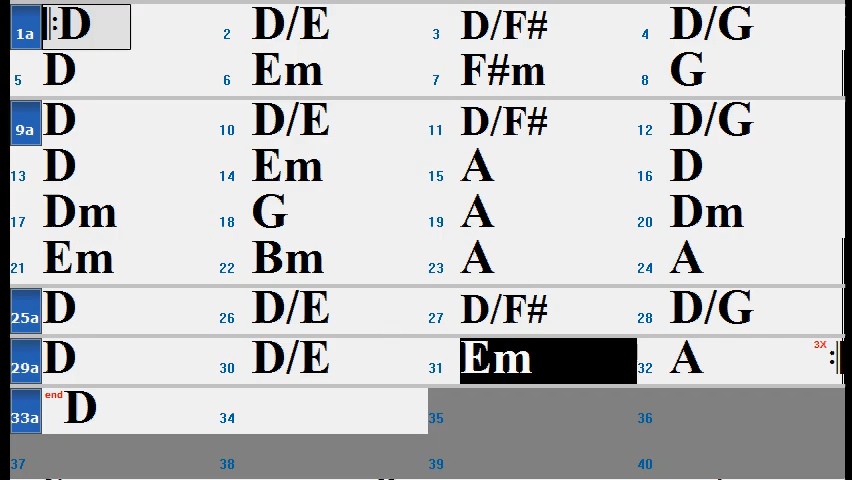 1a D 2 D/E 3 D/F# 4 D/G
5 D 6 Em 7 F#m 8 G
9a D 10 D/E 11 D/F# 12 D/G
13 D 14 Em 15 A 16 D
17 Dm 18 G 19 A 20 Dm
21 Em 22 Bm 23 A 24 A
25a D 26 D/E 27 D/F# 28 D/G
29a D 30 D/E 31 Em 32 A 3X
33a end D 34 35 36
37 38 39 40